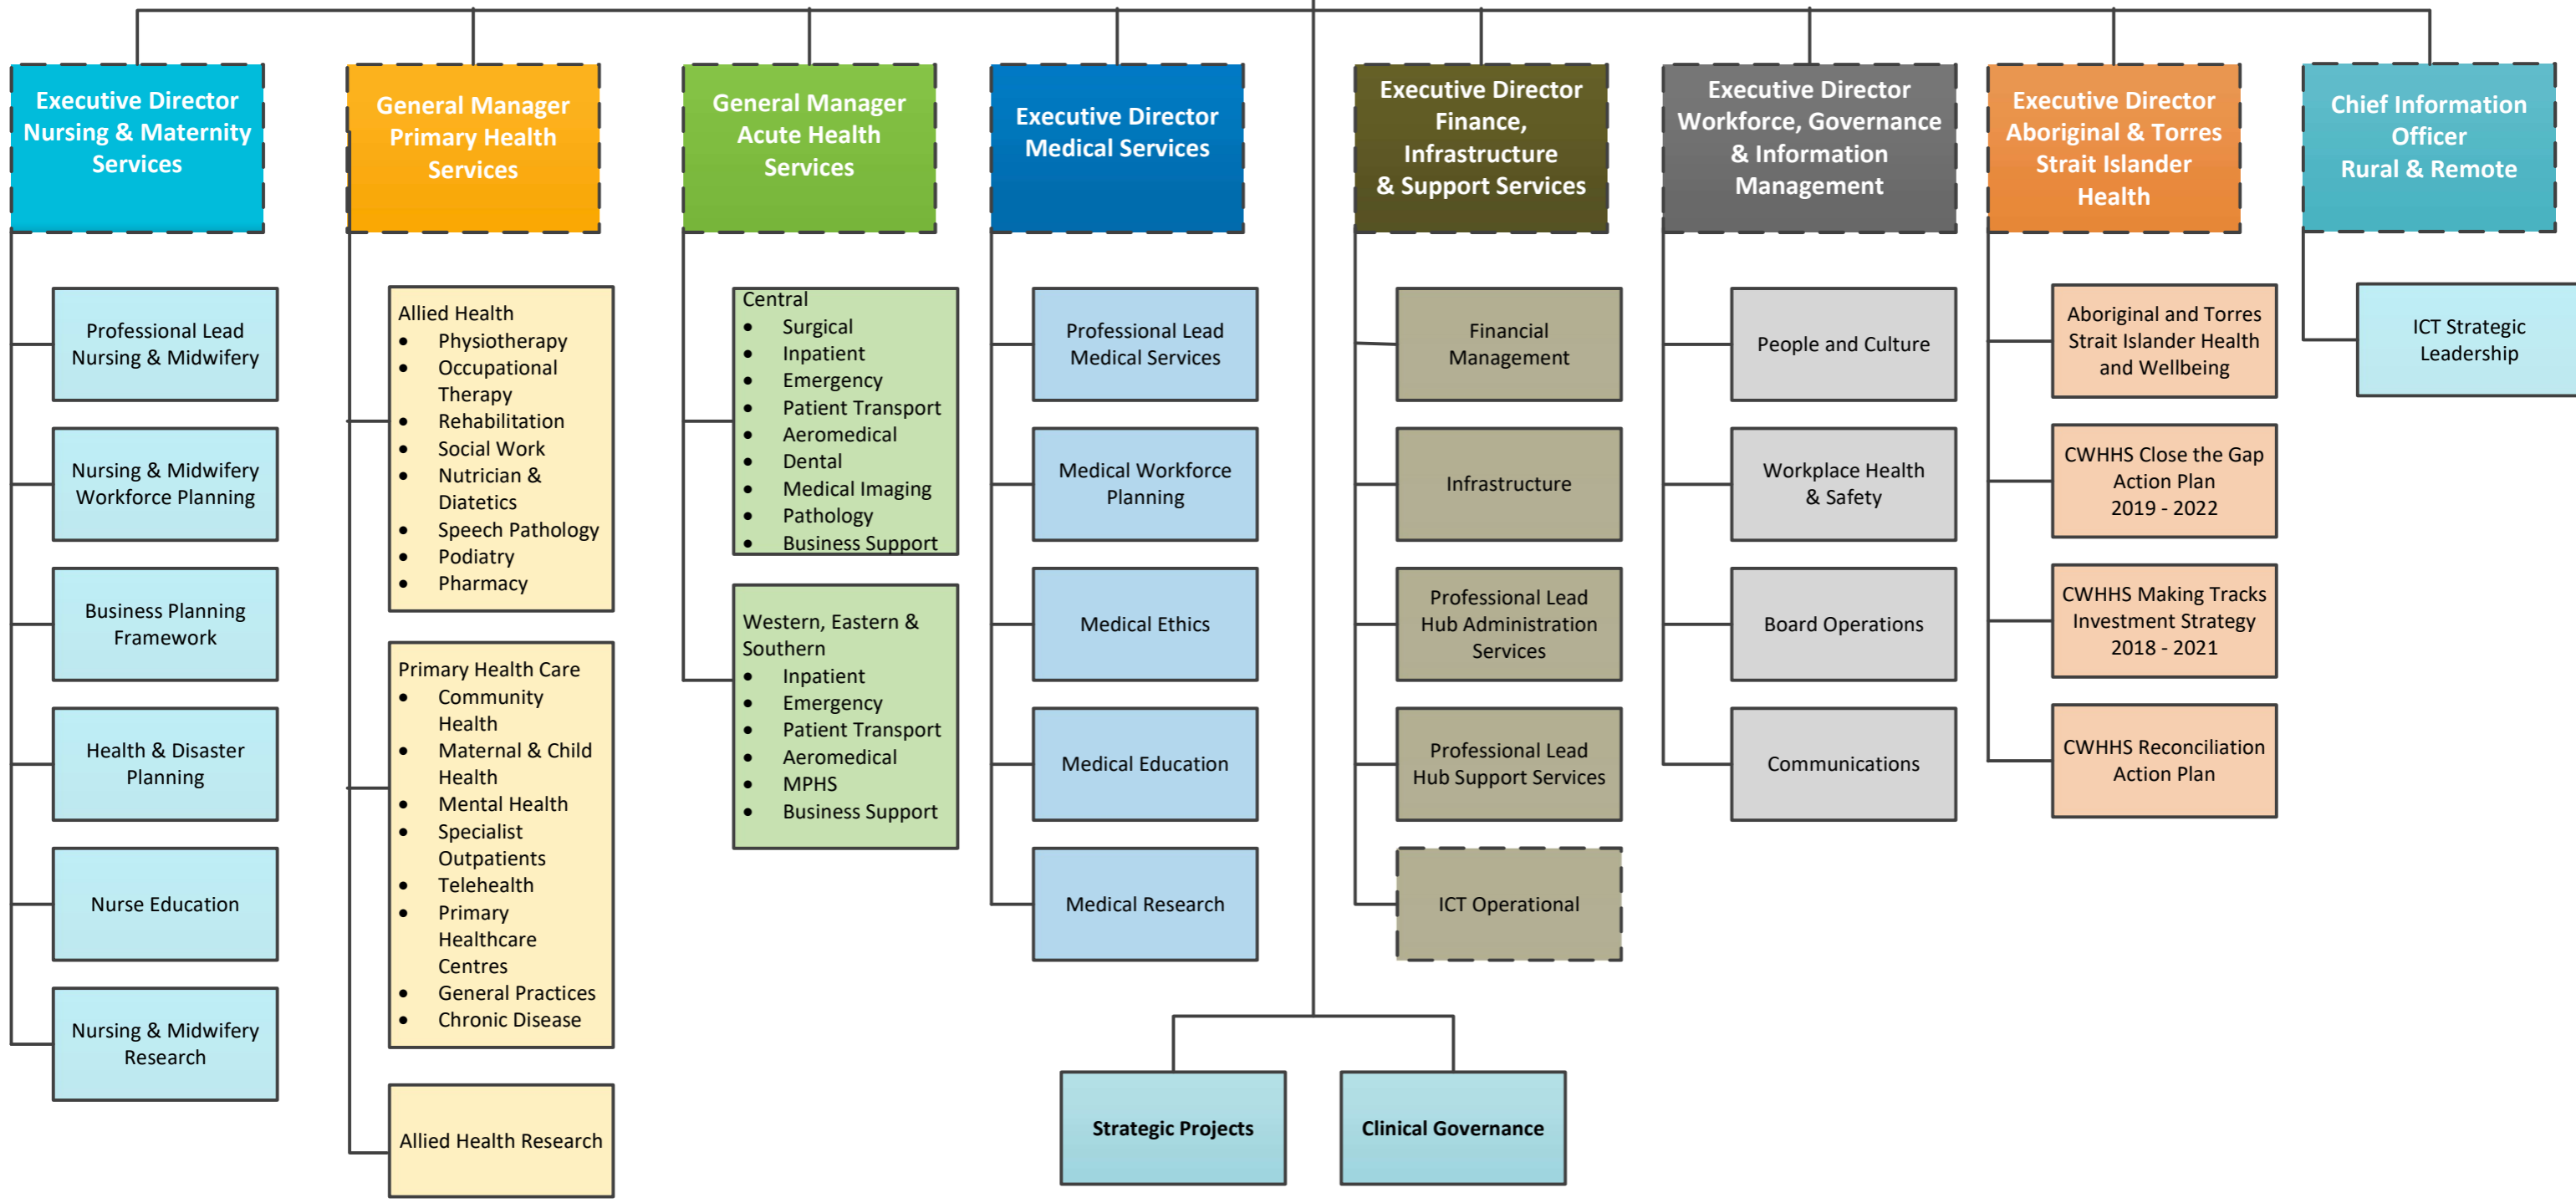 Executive Director
Nursing & Maternity
Services
General Manager
Primary Health
Services
General Manager
Acute Health
Services
Executive Director
Medical Services
Executive Director
Finance,
Infrastructure
& Support Services
Executive Director
Workforce, Governance
& Information
Management
Executive Director
Aboriginal & Torres
Strait Islander
Health
Chief Information
Officer
Rural & Remote
Professional Lead
Nursing & Midwifery
Nursing & Midwifery
Workforce Planning
Business Planning
Framework
Health & Disaster
Planning
Nurse Education
Nursing & Midwifery
Research
Allied Health
• Physiotherapy
• Occupational
Therapy
• Rehabilitation
• Social Work
• Nutrician &
Diatetics
• Speech Pathology
• Podiatry
• Pharmacy
Primary Health Care
• Community
Health
• Maternal & Child
Health
• Mental Health
• Specialist
Outpatients
• Telehealth
• Primary
Healthcare
Centres
• General Practices
• Chronic Disease
Allied Health Research
Central
• Surgical
• Inpatient
• Emergency
• Patient Transport
• Aeromedical
• Dental
• Medical Imaging
• Pathology
• Business Support
Western, Eastern &
Southern
• Inpatient
• Emergency
• Patient Transport
• Aeromedical
• MPHS
• Business Support
Professional Lead
Medical Services
Medical Workforce
Planning
Medical Ethics
Medical Education
Medical Research
Financial
Management
Infrastructure
Professional Lead
Hub Administration
Services
Professional Lead
Hub Support Services
ICT Operational
People and Culture
Workplace Health
& Safety
Board Operations
Communications
Aboriginal and Torres
Strait Islander Health
and Wellbeing
CWHHS Close the Gap
Action Plan
2019 - 2022
CWHHS Making Tracks
Investment Strategy
2018 - 2021
CWHHS Reconciliation
Action Plan
ICT Strategic
Leadership
Strategic Projects
Clinical Governance